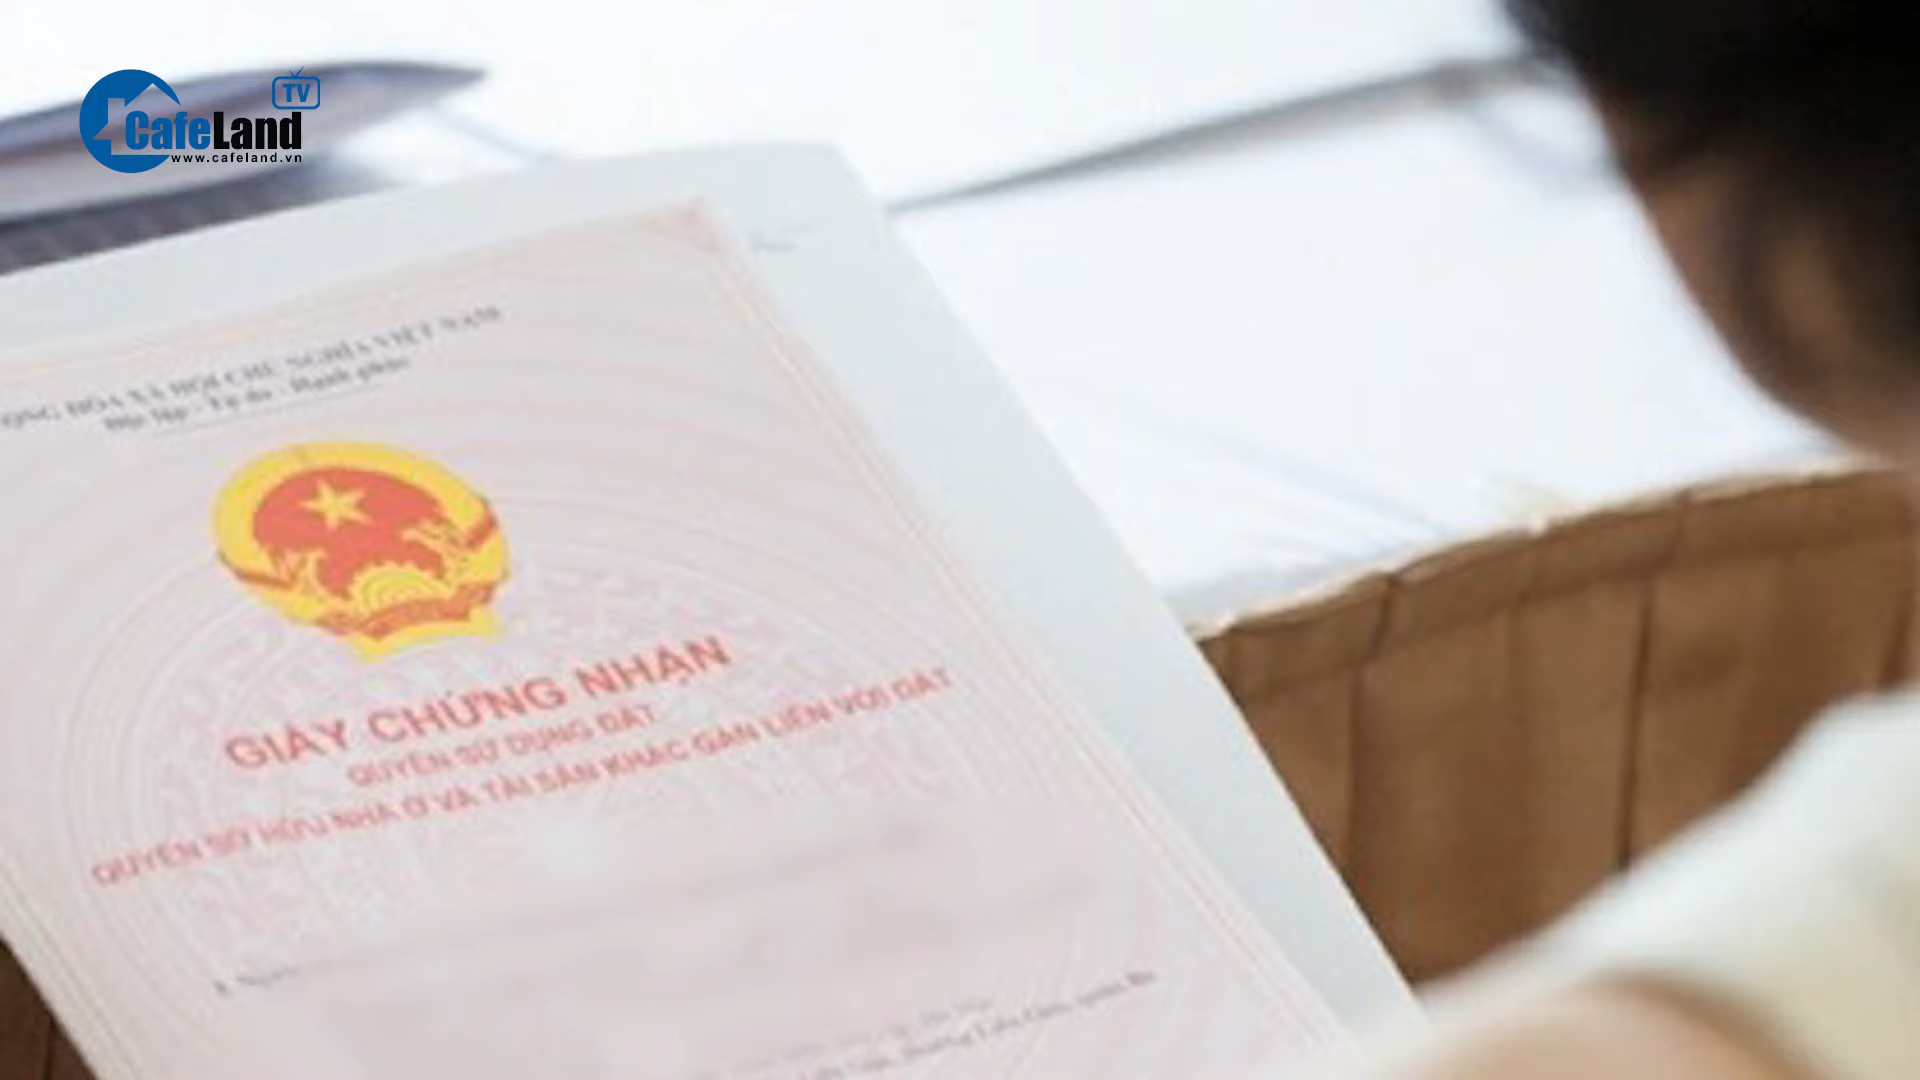 TV
CafeLand
www.cafeland.vn
ỘNG HÒA XÃ HỘI CHỦ NGHĨA VIỆT NAM
Độc lập - Tự do - Hạnh phúc
GIẤY CHỨNG NHẬN
QUYỀN SỬ DỤNG ĐẤT
QUYỀN SỞ HỮU NHÀ Ở VÀ TÀI SẢN KHÁC GẮN LIỀN VỚI ĐẤT